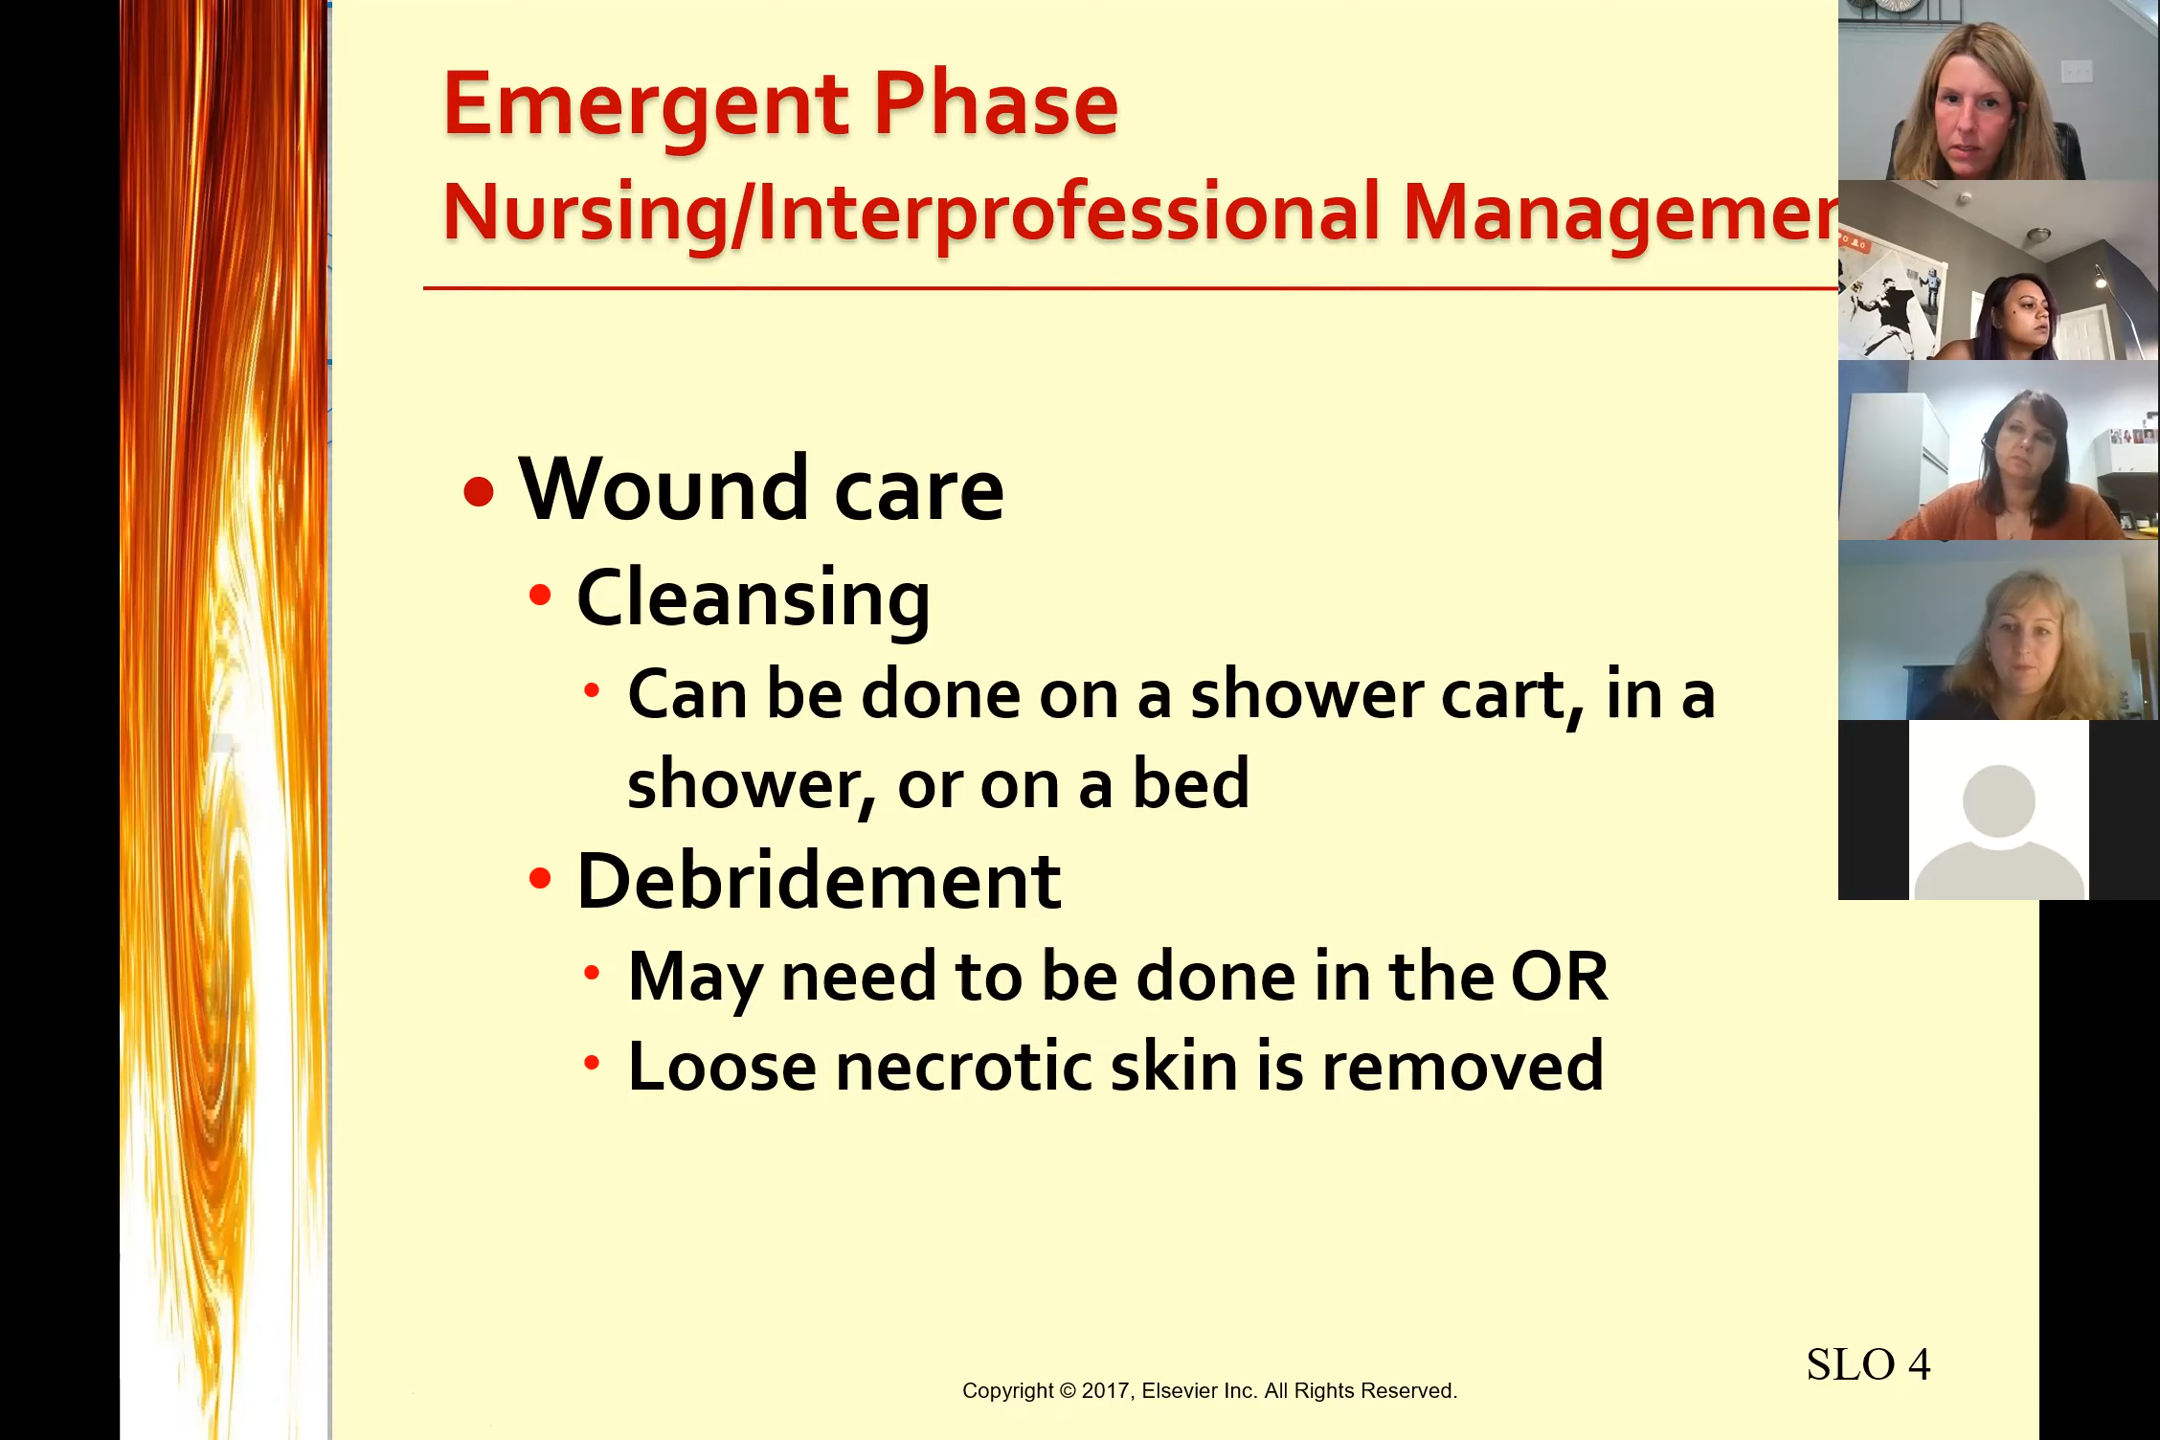 Emergent Phase
Nursing/Interprofessional Managemen
• Wound care
• Cleansing
• Can be done on a shower cart, in a
shower, or on a bed
• Debridement
• May need to be done in the OR
• Loose necrotic skin is removed
SLO 4
Copyright © 2017, Elsevier Inc. All Rights Reserved.